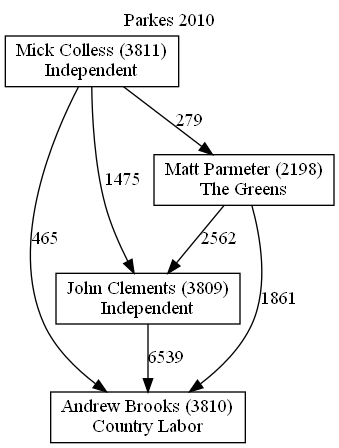 Parkes 2010
Mick Colless (3811)
Independent
279
Matt Parmeter (2198)
The Greens
1475
465
2562
John Clements (3809)
Independent
1861
6539
Andrew Brooks (3810)
Country Labor